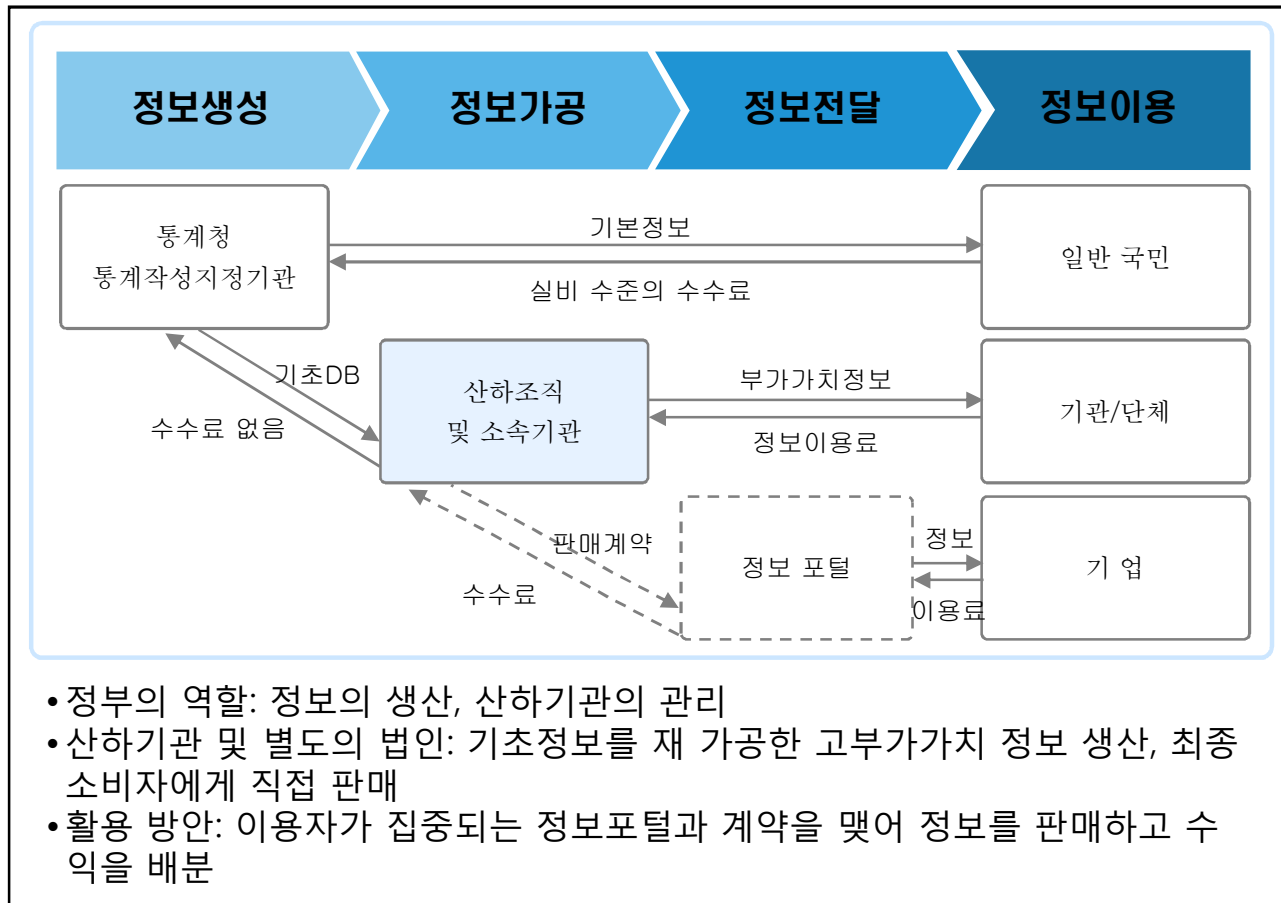 정보생성
정보가공
정보전달
정보이용
통계청
통계작성지정기관
기본정보
실비 수준의 수수료
일반 국민
기초DB
수수료 없음
산하조직
및 소속기관
부가가치정보
정보이용료
기관/단체
판매계약
수수료
정보 포털
정보
이용료
기 업
• 정부의 역할: 정보의 생산, 산하기관의 관리
• 산하기관 및 별도의 법인: 기초정보를 재 가공한 고부가가치 정보 생산, 최종
소비자에게 직접 판매
• 활용 방안: 이용자가 집중되는 정보포털과 계약을 맺어 정보를 판매하고 수
익을 배분